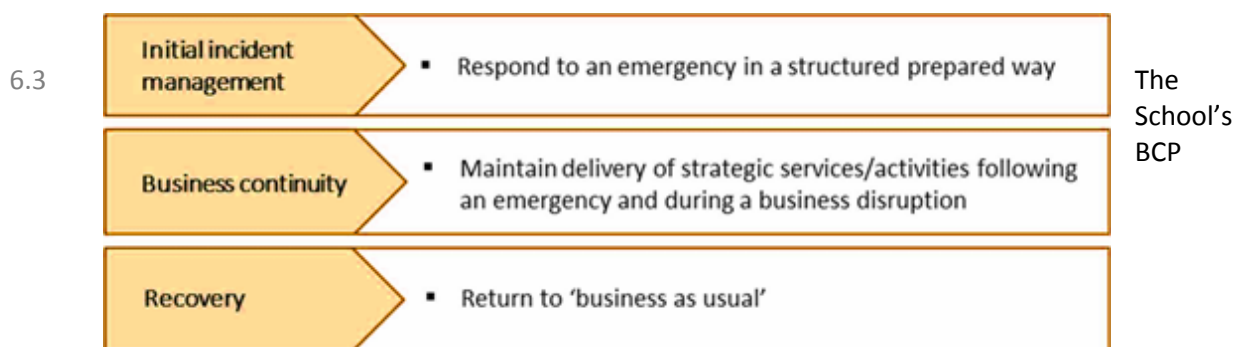 6.3
Initial incident
management
▪ Respond to an emergency in a structured prepared way
The
School’s
BCP
Business continuity
▪ Maintain delivery of strategic services/activities following
an emergency and during a business disruption
Recovery
▪ Return to ‘business as usual’